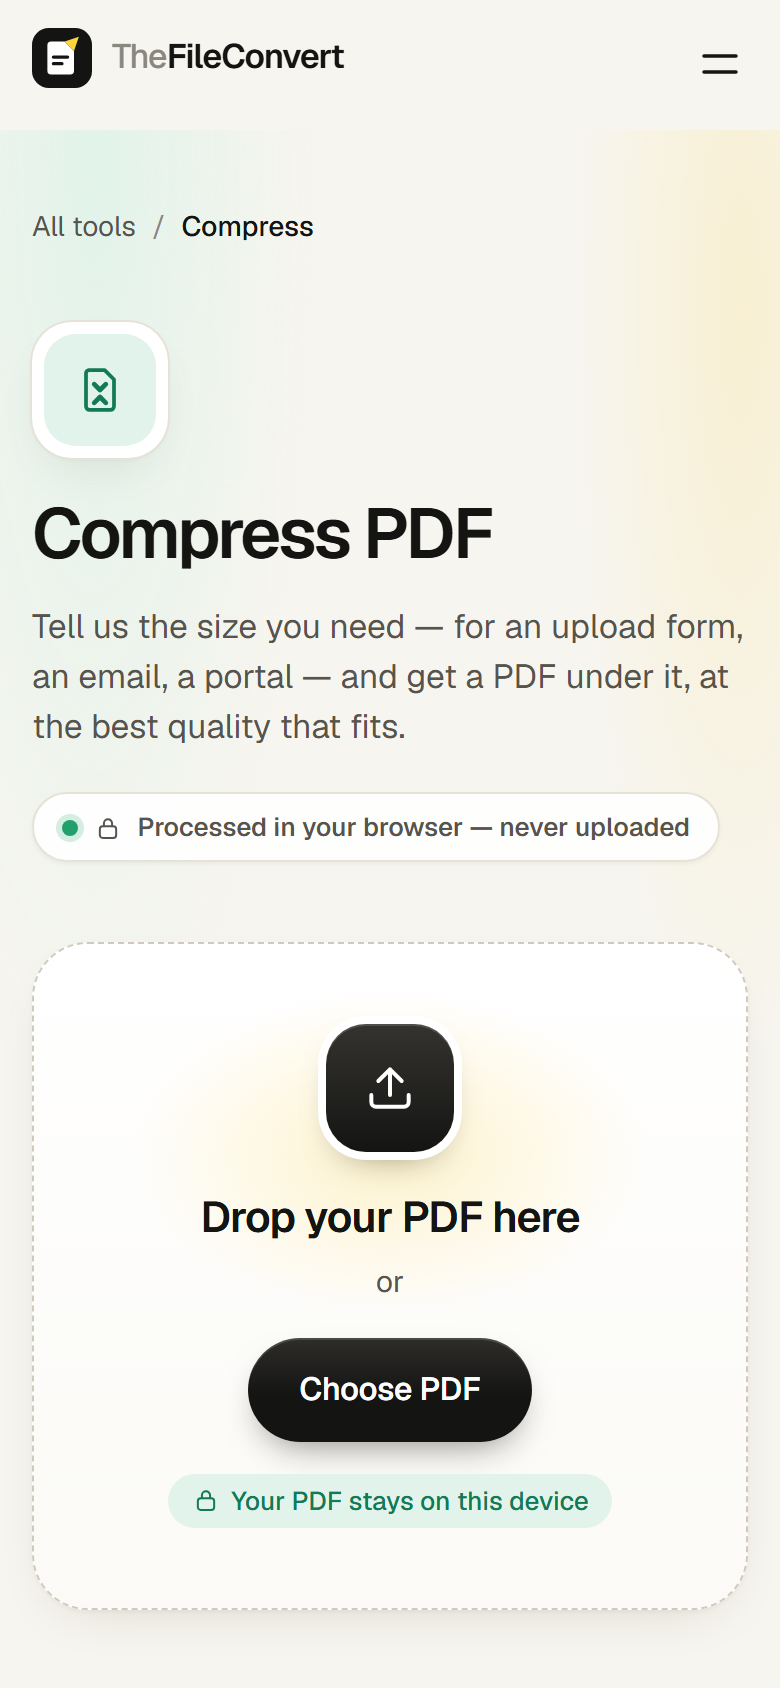 TheFileConvert
All tools / Compress
Compress PDF
Tell us the size you need — for an upload form,
an email, a portal — and get a PDF under it, at
the best quality that fits.
Processed in your browser — never uploaded
Drop your PDF here
or
Choose PDF
Your PDF stays on this device